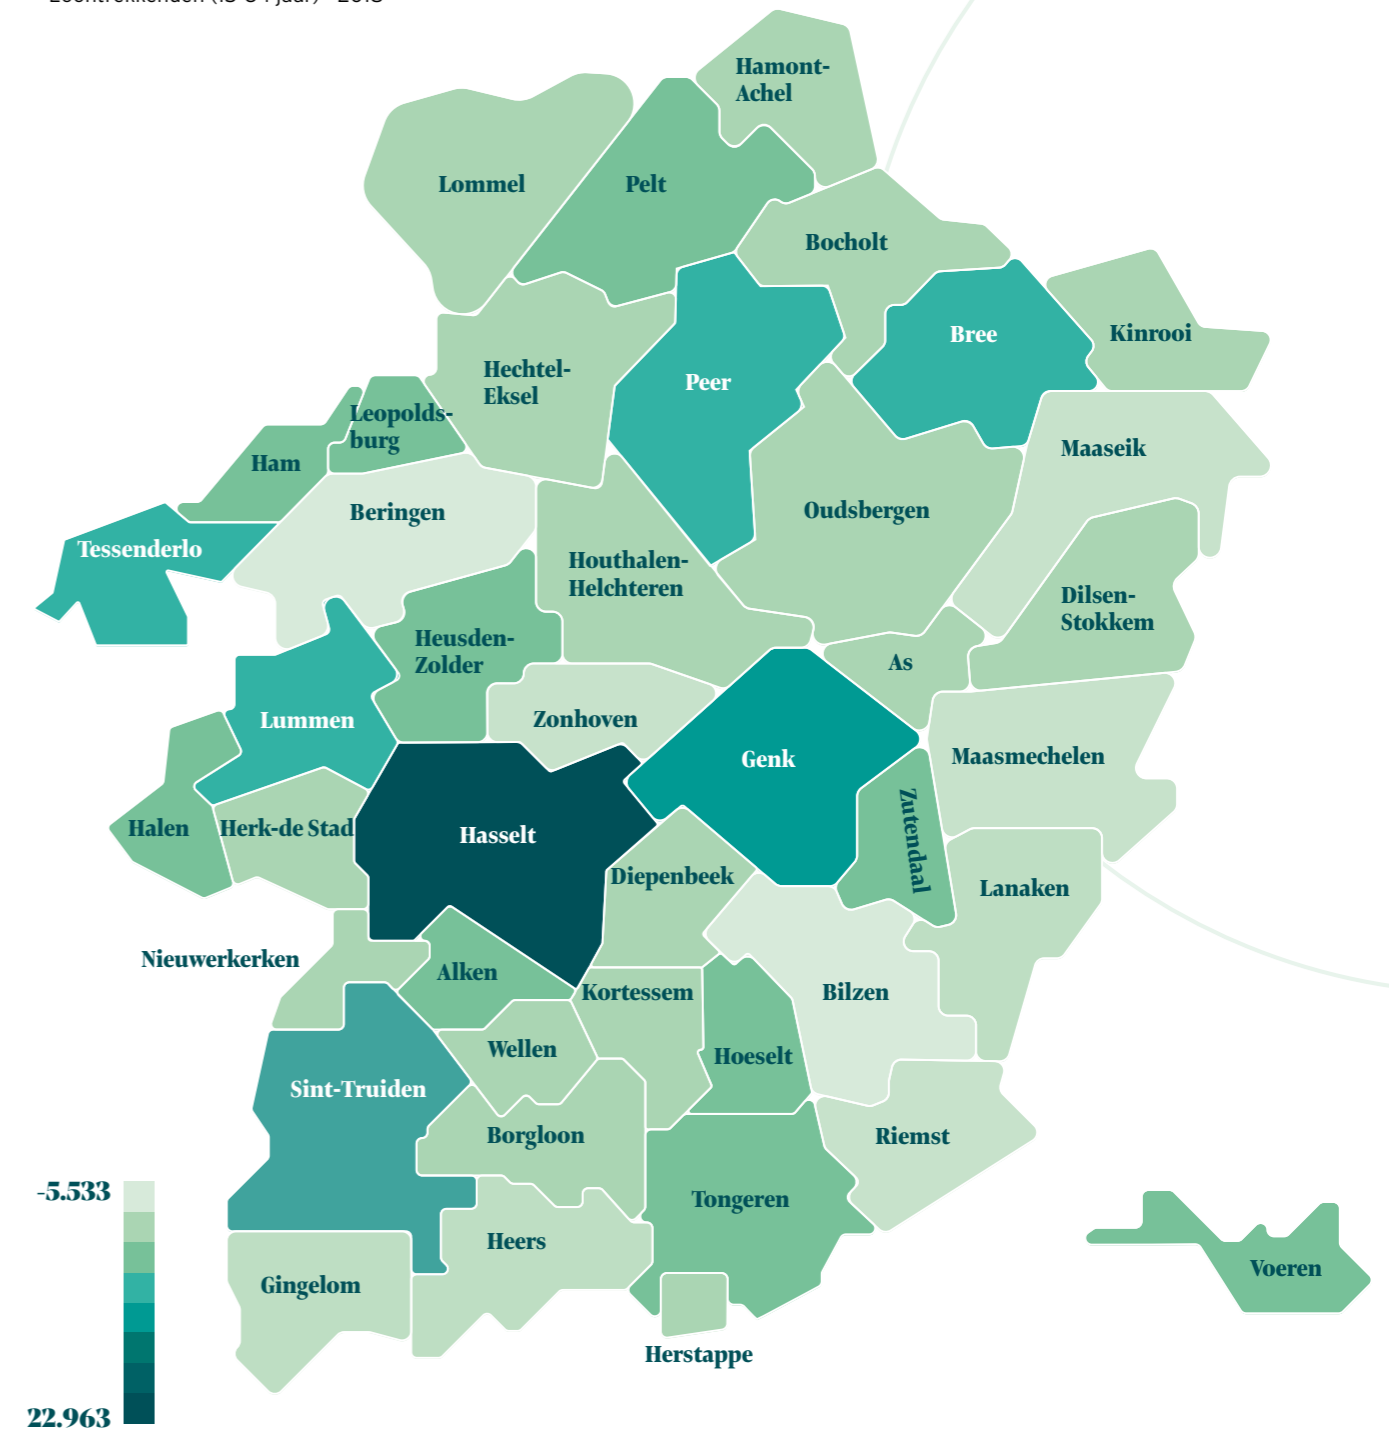 Hamont-
Achel
Lommel
Pelt
Bocholt
Bree
Kinrooi
Hechtel-
Eksel
Peer
Leopolds-
burg
Maaseik
Ham
Beringen
Oudsbergen
Tessenderlo
Houthalen-
Helchteren
Dilsen-
Stokkem
Heusden-
Zolder
As
Lummen
Zonhoven
Genk
Maasmechelen
Halen
Herk-de Stad
Hasselt
Zutendaal
Diepenbeek
Lanaken
Nieuwerkerken
Alken
Kortessem
Bilzen
Wellen
Hoeselt
Sint-Truiden
Borgloon
Riemst
-5.533
Tongeren
Heers
Gingelom
Voeren
Herstappe
22.963